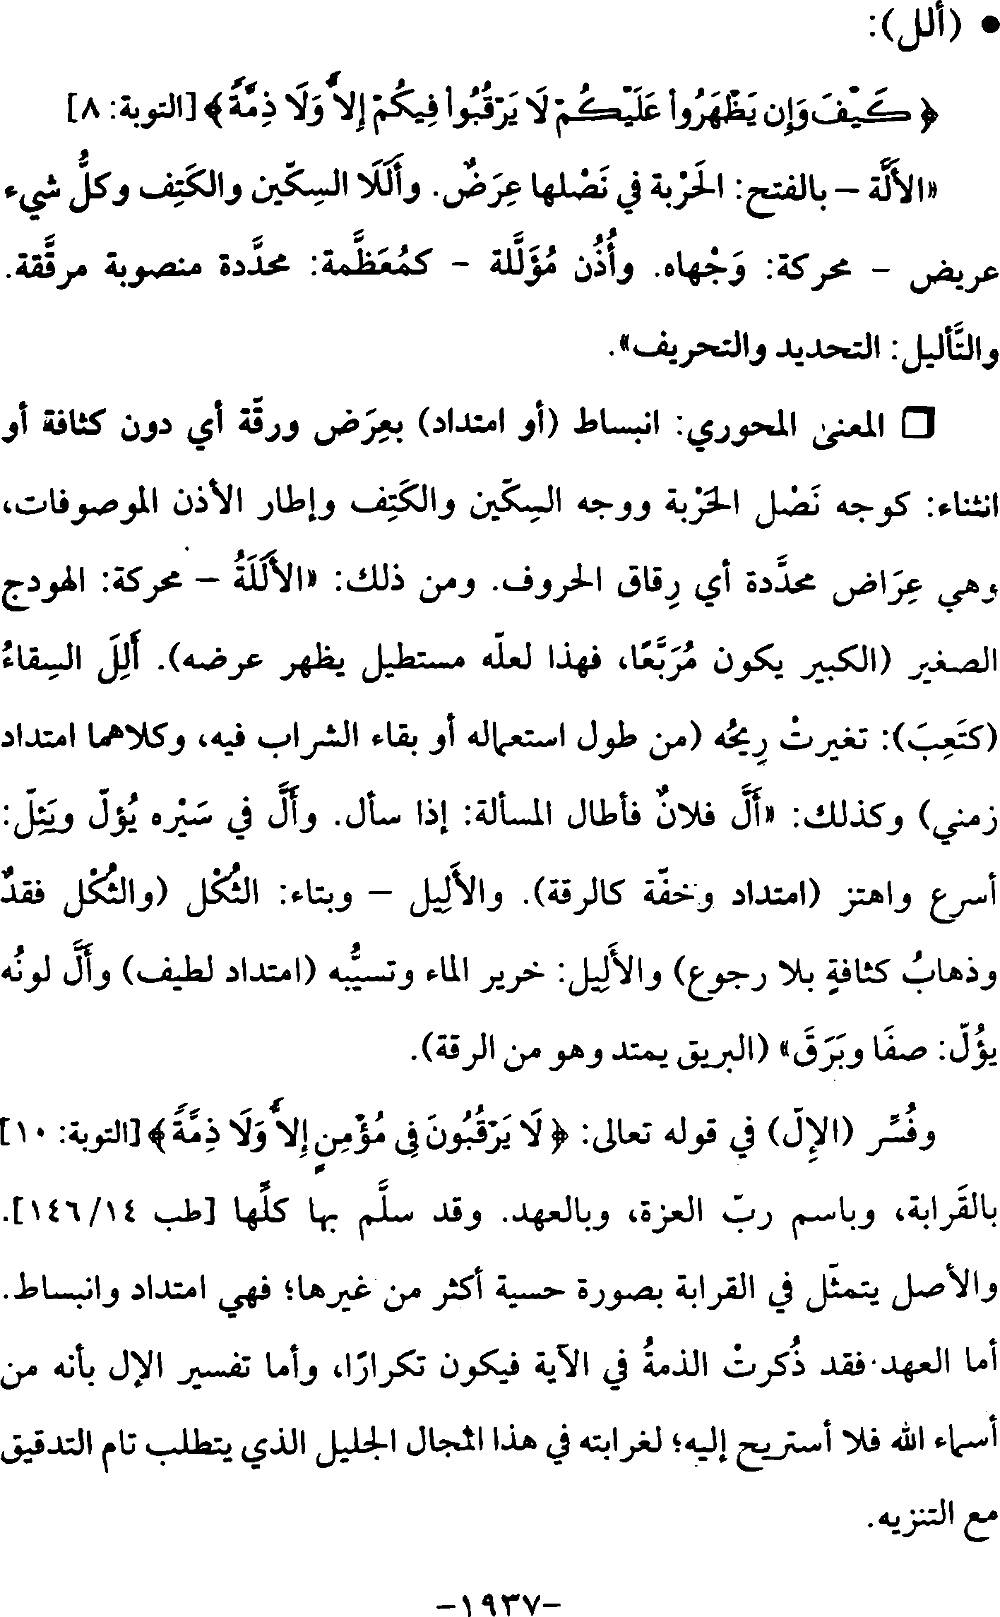 • (ألل):
﴿ كَيْفَ وَإِن يَظْهَرُواْ عَلَيْكُمْ لَا يَرْقُبُواْ فِيكُمْ إِلًّا وَلَا ذِمَّةً ﴾ [التوبة: ٨]
«الأَلَّة – بالفتح: الحَرْبة في نَصْلها عِرَضٌ. وأَلَلَا السِكّين والكَتِف وكلُّ شيء
عريض – محركة: وَجْهاه. وأُذُن مُؤَلَّلة – كمُعَظَّمة: محدَّدة منصوبة مرقَّقة.
والتَّأليل: التحديد والتحريف».
❑ المعنى المحوري: انبساط (أو امتداد) بعِرَض ورقّة أي دون كثافة أو
انثناء: كوجه نَصْل الحَرْبة ووجه السِكّين والكَتِف وإطار الأذن الموصوفات،
وهي عِرَاض محدَّدة أي رِقاق الحروف. ومن ذلك: «الأَلَلَةُ – محركة: الهودج
الصغير (الكبير يكون مُرَبَّعًا، فهذا لعلّه مستطيل يظهر عرضه). أَلِلَ السِقاءُ
(كتَعِبَ): تغيرتْ رِيحُه (من طول استعماله أو بقاء الشراب فيه، وكلاهما امتداد
زمني) وكذلك: «أَلَّ فلانٌ فأطال المسألة: إذا سأل. وأَلَّ في سَيْره يُؤلّ ويَئِلّ:
أسرع واهتز (امتداد وخفّة كالرقة). والأَلِيل – وبتاء: الثُكْل (والثُكْل فقدٌ
وذهابُ كثافةٍ بلا رجوع) والأَلِيل: خرير الماء وتسيُّبه (امتداد لطيف) وأَلَّ لونُه
يؤُلّ: صفَا وبَرَقَ» (البريق يمتد وهو من الرقة).
وفُسَّر (الإلّ) في قوله تعالى: ﴿ لَا يَرْقُبُونَ فِى مُؤْمِنٍ إِلًّا وَلَا ذِمَّةً ﴾ [التوبة: ١٠]
بالقَرابة، وباسم ربّ العزة، وبالعهد. وقد سلَّم بها كلِّها [طب ١٤٦/١٤].
والأصل يتمثّل في القرابة بصورة حسية أكثر من غيرها؛ فهي امتداد وانبساط.
أما العهد فقد ذُكرتْ الذمةُ في الآية فيكون تكرارًا، وأما تفسير الإل بأنه من
أسماء الله فلا أستريح إليه؛ لغرابته في هذا المجال الجليل الذي يتطلب تام التدقيق
مع التنزيه.
-١٩٣٧-